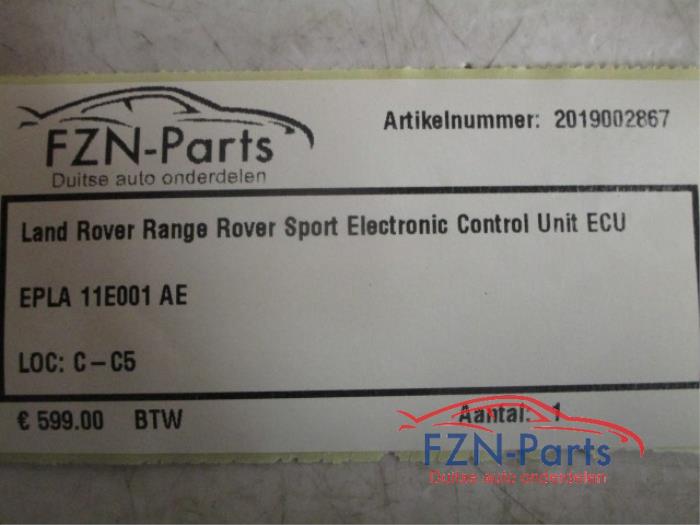 FZN-Parts
Duitse auto onderdelen
Artikelnummer: 2019002867
Land Rover Range Rover Sport Electronic Control Unit ECU
EPLA 11E001 AE
LOC: C-C5
€ 599.00 BTW
Aantal: 1
FZN-Parts
Duitse auto onderdelen